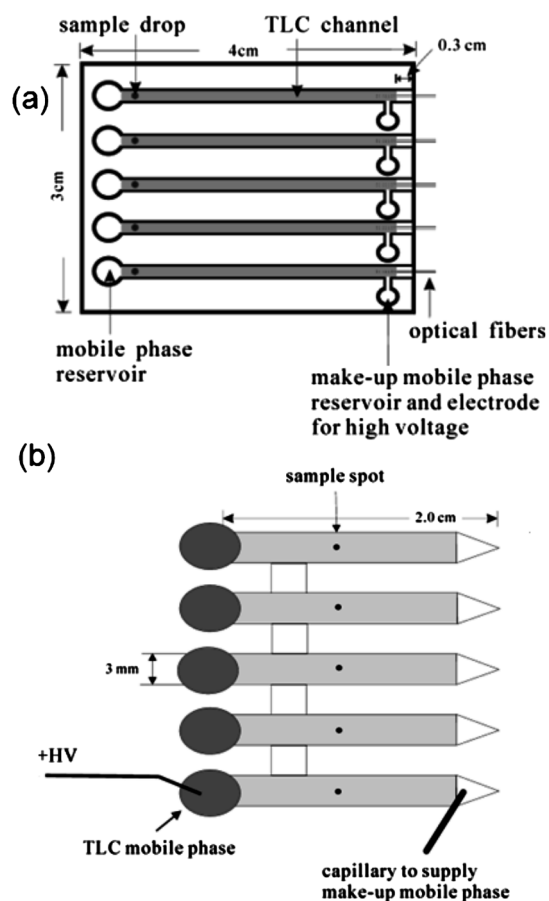 sample drop
TLC channel
4cm
0.3 cm
(a)
3cm
mobile phase
reservoir
optical fibers
make-up mobile phase
reservoir and electrode
for high voltage
(b)
sample spot
2.0 cm
3 mm
+HV
TLC mobile phase
capillary to supply
make-up mobile phase